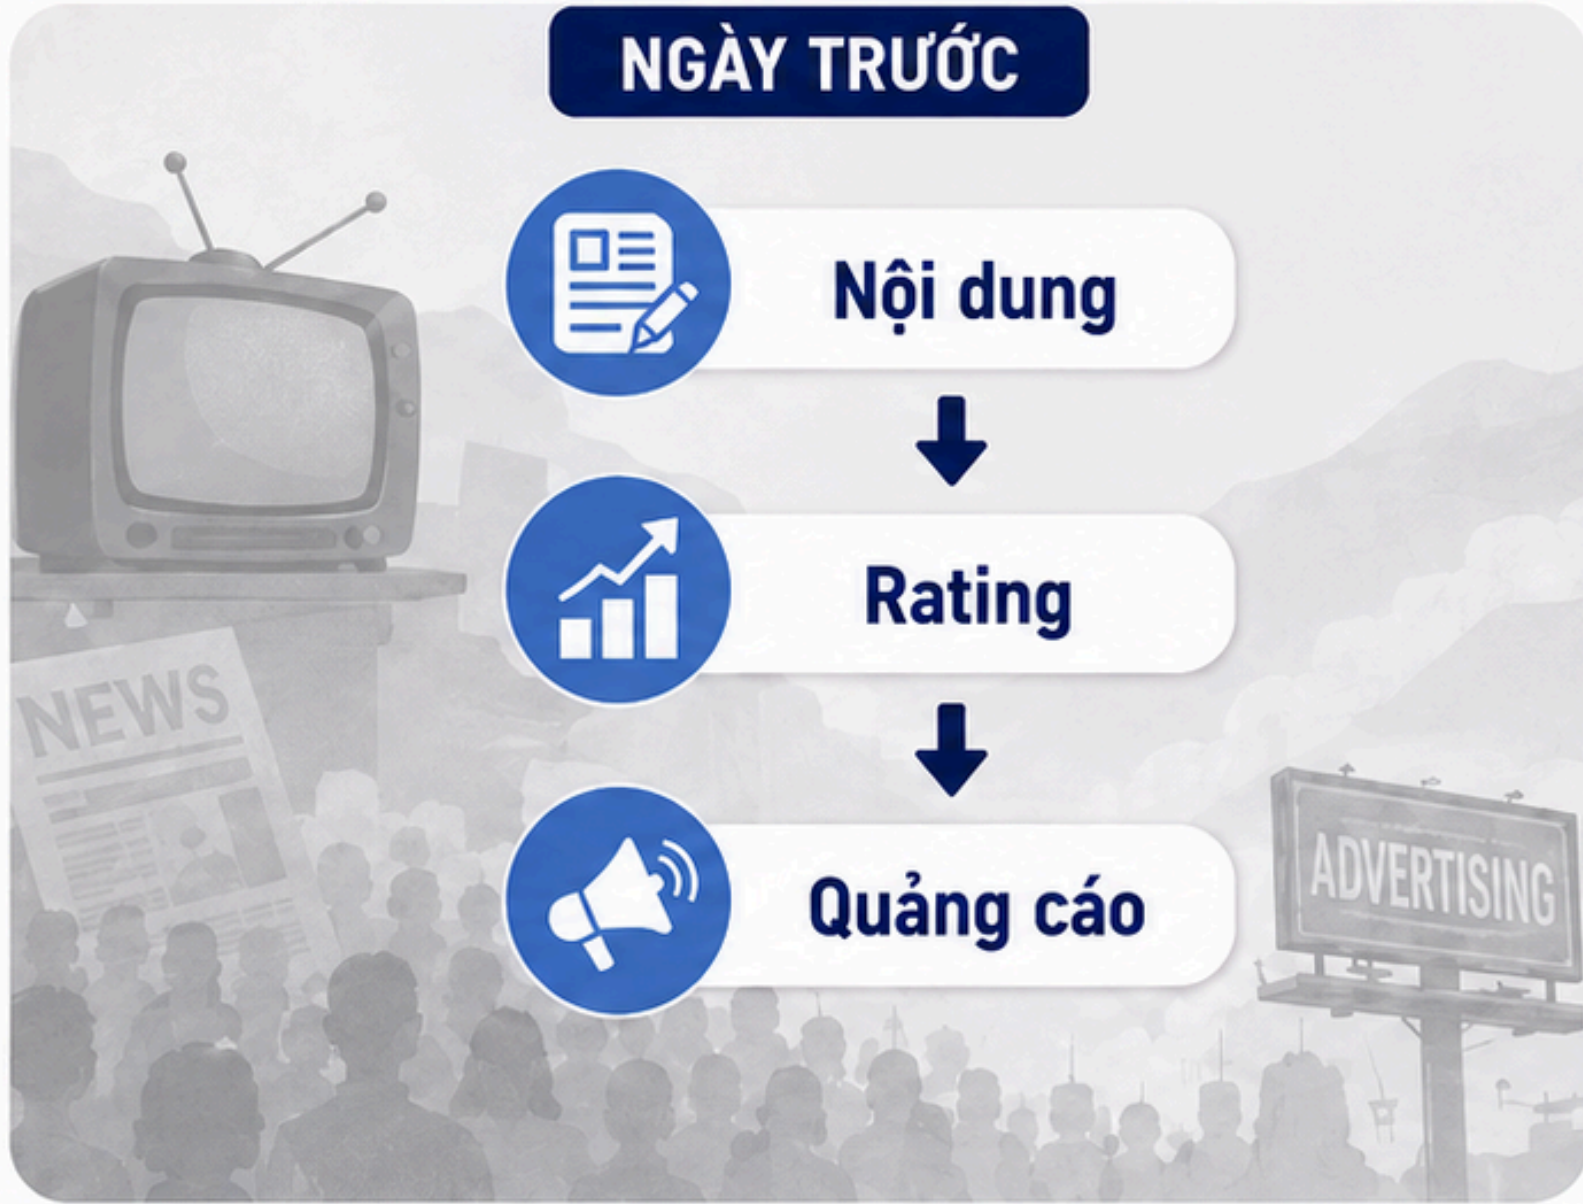 NGÀY TRƯỚC
Nội dung
Rating
Quảng cáo
NEWS
ADVERTISING